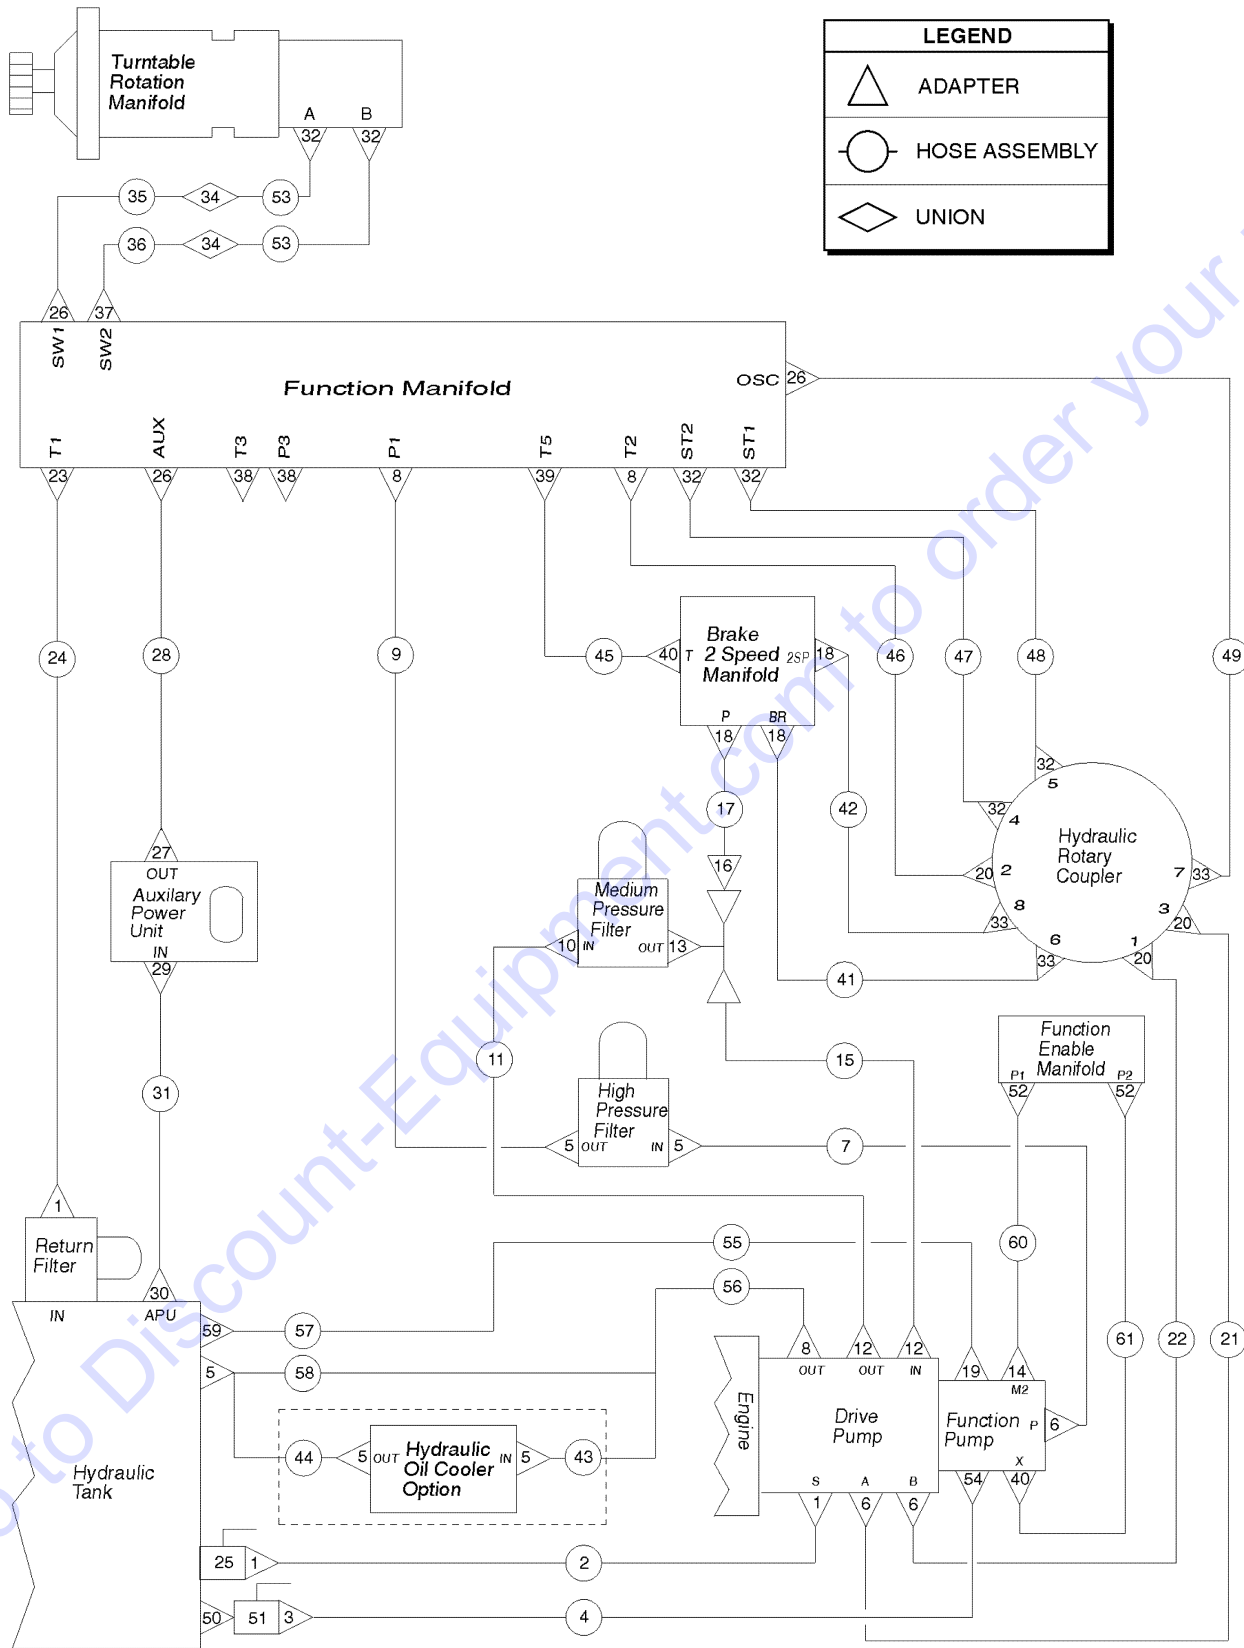 LEGEND
ADAPTER
HOSE ASSEMBLY
UNION
Turntable
Rotation
Manifold
A B
32 32
35 34 53
36 34 53
26 37
SW1 SW2
Function Manifold
OSC 26
T1 AUX T3 P3 P1 T5 T2 ST2 ST1
23 26 38 38 8 39 8 32 32
24 28 9 45 46 47 48 49
Brake
2 Speed
Manifold
40 T 2SP 18
P BR
18 18
17 42
16
Hydraulic
Rotary
Coupler
32 5
32 4
20 2
33 8
33 6
1 20
3 20
7 33
27
OUT
Auxilary
Power
Unit
IN
29
31
Medium
Pressure
Filter
10 IN OUT 13
41
11 15
High
Pressure
Filter
5 OUT IN 5
7
Function
Enable
Manifold
P1 P2
52 52
60 61 22 21
1
Return
Filter
30
IN APU
55
56
59 57
5 58
44 5 OUT Hydraulic
Oil Cooler
Option IN 5 43
Hydraulic
Tank
Engine
8 12 12 19 14
OUT OUT IN M2
Drive
Pump
Function
Pump
P 6
S A B X
1 6 6 54 40
25 1 2
50 51 3 4
to Discount-Equipment.com to order your